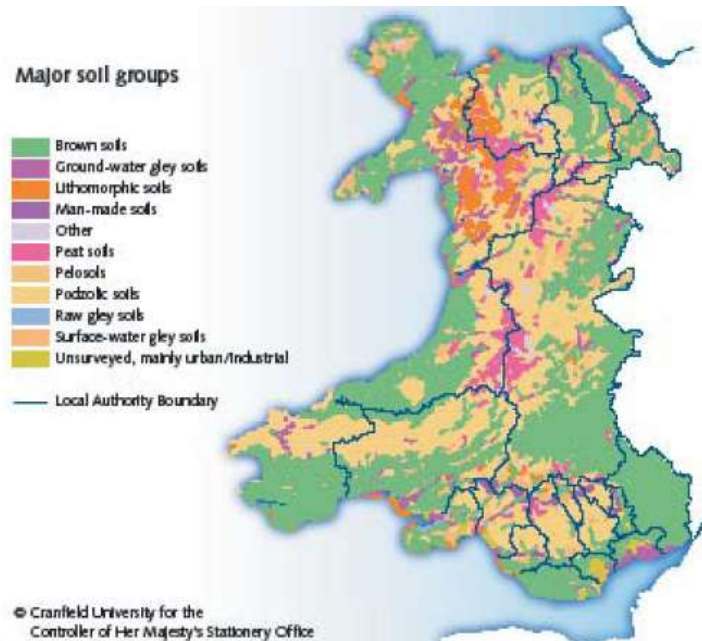 Major soil groups
Brown soils
Ground-water gley soils
Lithomorphic soils
Man-made soils
Other
Peat soils
Pelosols
Podzolic soils
Raw gley soils
Surface-water gley soils
Unsurveyed, mainly urban/Industrial
Local Authority Boundary
© Cranfield University for the
Controller of Her Majesty's Stationery Office